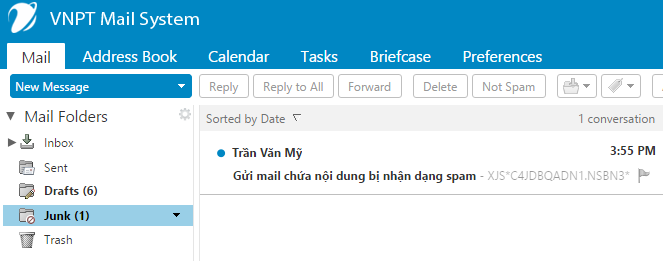 VNPT Mail System
Mail Address Book Calendar Tasks Briefcase Preferences
New Message Reply Reply to All Forward Delete Not Spam
Mail Folders Sorted by Date 1 conversation
Inbox Trần Văn Mỹ 3:55 PM
Sent Gửi mail chứa nội dung bị nhận dạng spam - XJS*C4JDBQADN1.NSBN3*
Drafts (6)
Junk (1)
Trash